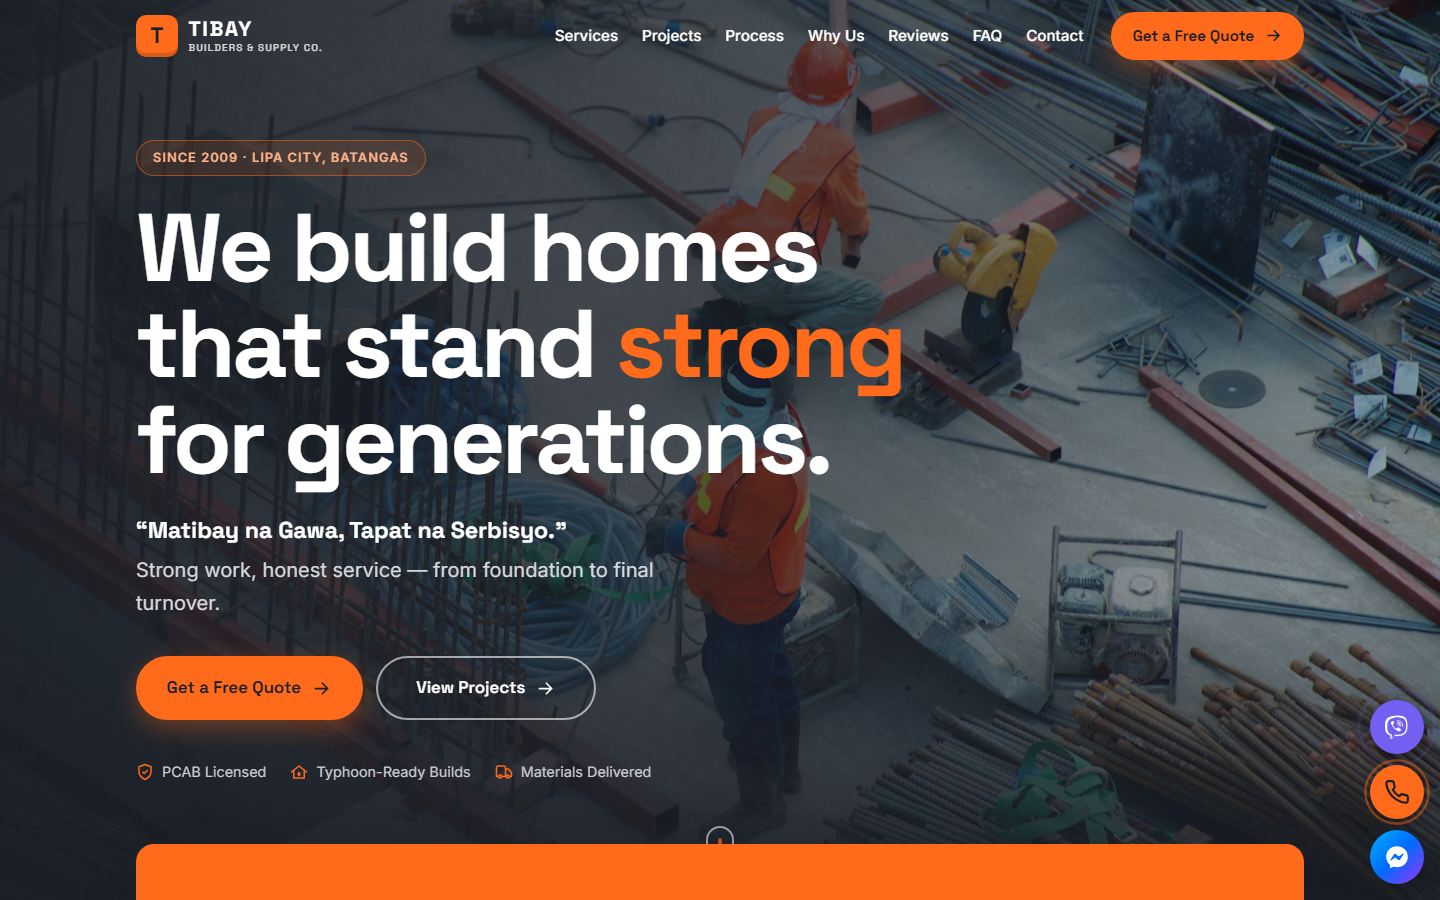 T
TIBAY
BUILDERS & SUPPLY CO.
Services
Projects
Process
Why Us
Reviews
FAQ
Contact
Get a Free Quote
SINCE 2009 · LIPA CITY, BATANGAS
We build homes
that stand strong
for generations.
“Matibay na Gawa, Tapat na Serbisyo.”
Strong work, honest service — from foundation to final
turnover.
Get a Free Quote
View Projects
PCAB Licensed
Typhoon-Ready Builds
Materials Delivered